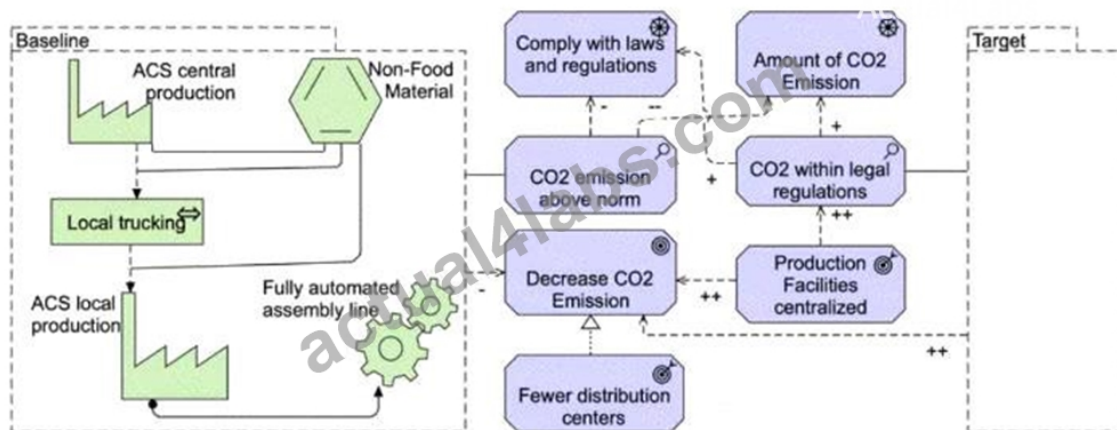 Baseline
ACS central
production
Non-Food
Material
Local trucking
ACS local
production
Fully automated
assembly line
Comply with laws
and regulations
Amount of CO2
Emission
-
--
+
CO2 emission
above norm
+
CO2 within legal
regulations
++
-
Decrease CO2
Emission
++
Production
Facilities
centralized
++
Fewer distribution
centers
Target
actual4labs.com